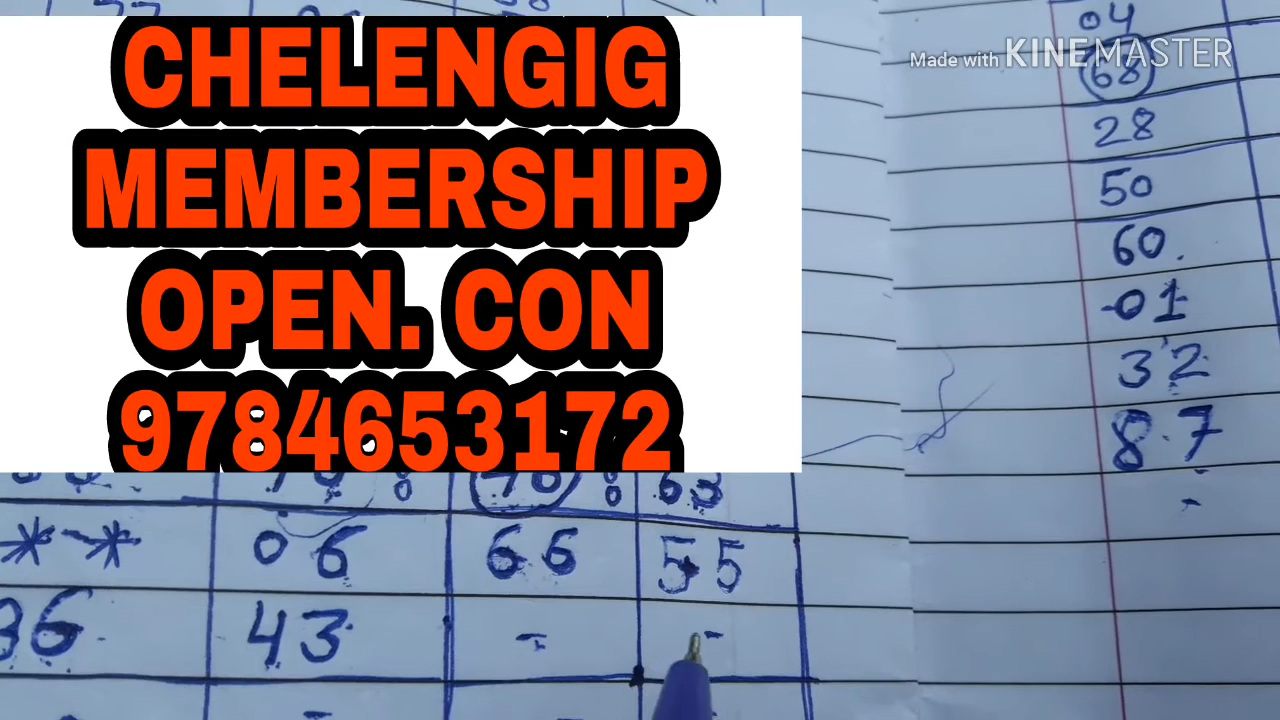 CHELENGIG
MEMBERSHIP
OPEN. CON
9784653172
Made with KINEMASTER
04
68
28
50
60.
01
32
87
63
** 06 66 55
36 43 - -